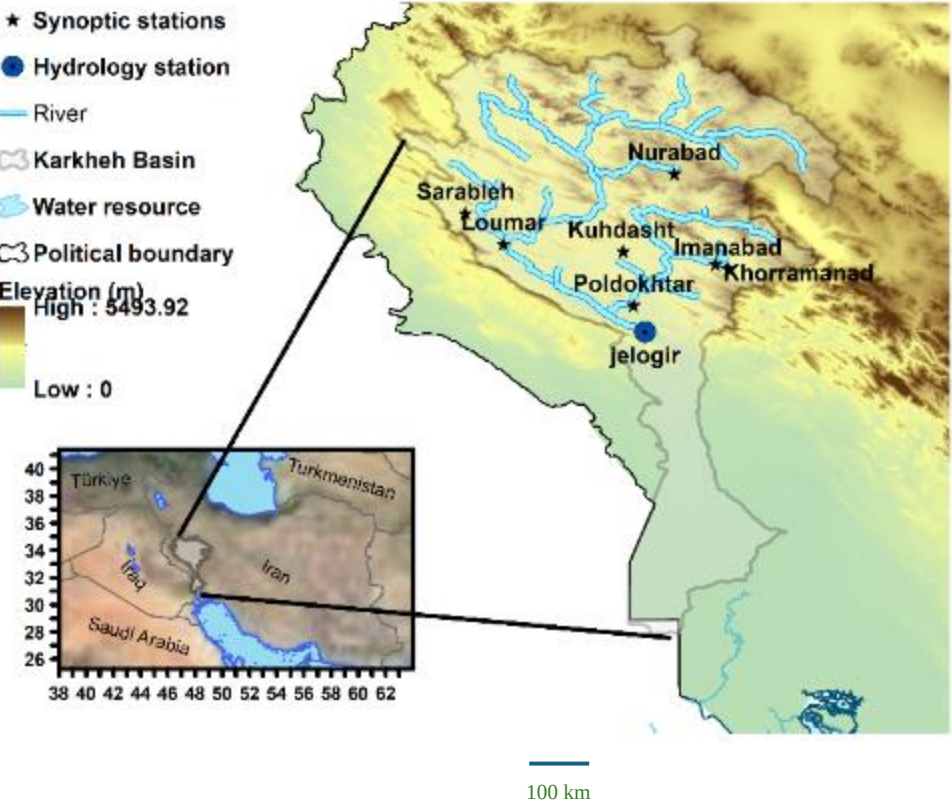 Synoptic stations
Hydrology station
River
Karkheh Basin
Water resource
Political boundary
Elevation (m)
High : 5493.92
Low : 0
Nurabad
Sarableh
Loumar
Kuhdasht
Imanabad
Khorramanad
Poldokhtar
jelogir
40
38
36
34
32
30
28
26
Türkiye
Turkmenistan
Iraq
Iran
Saudi Arabia
38 40 42 44 46 48 50 52 54 56 58 60 62
100 km